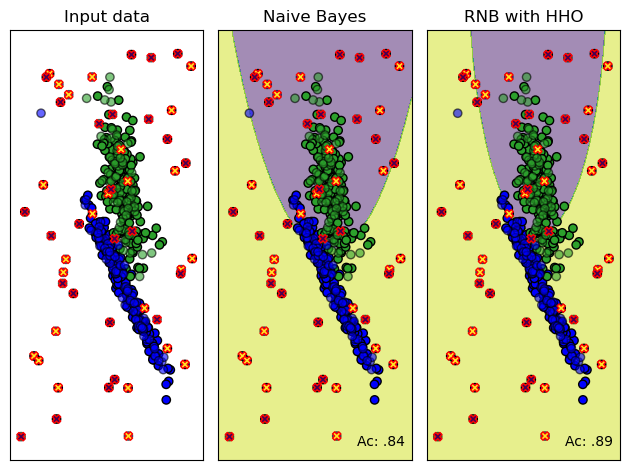 Input data
Naive Bayes
RNB with HHO
Ac: .84
Ac: .89